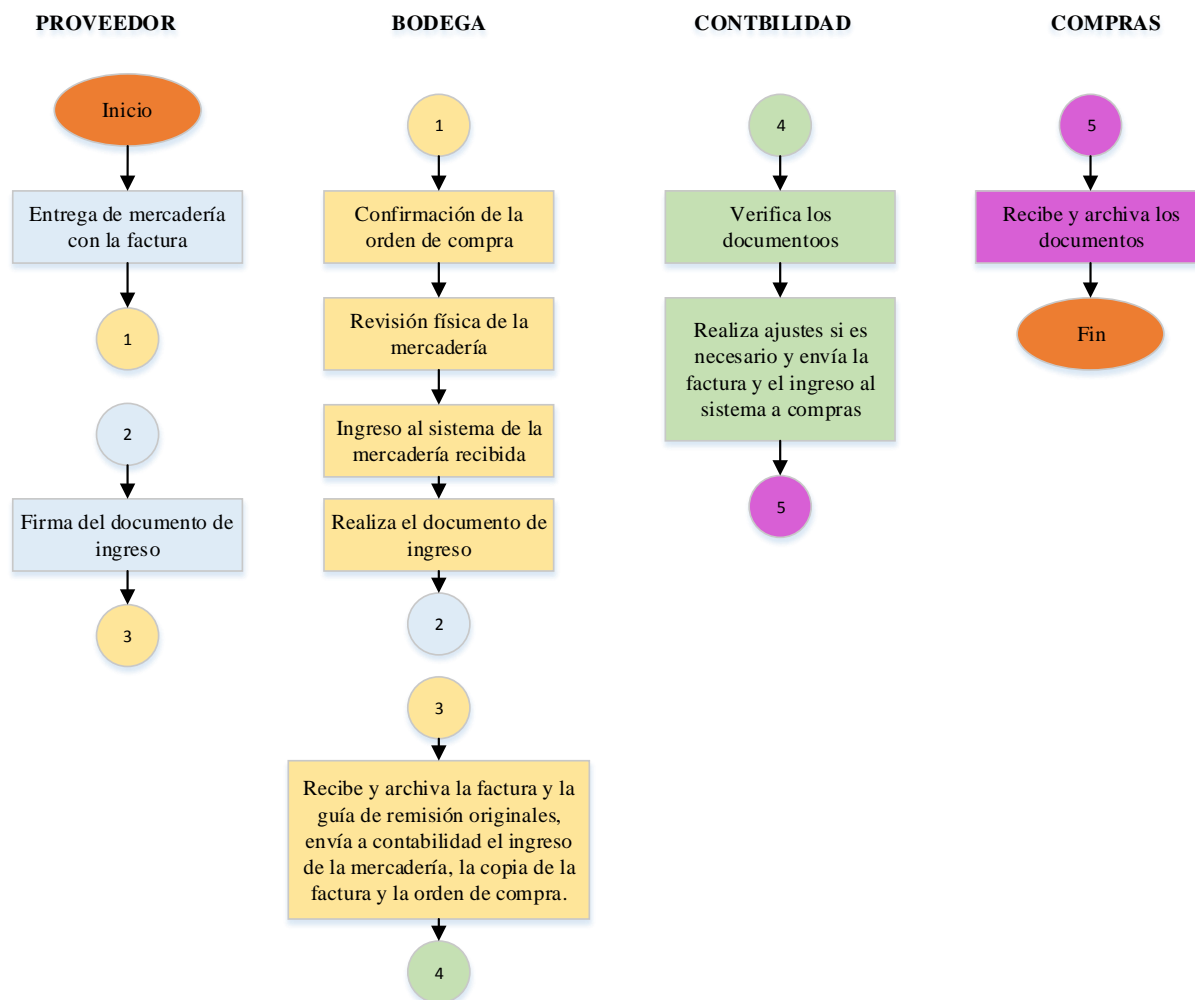 PROVEEDOR
Inicio
Entrega de mercadería
con la factura
1
2
Firma del documento de
ingreso
3
BODEGA
1
Confirmación de la
orden de compra
Revisión física de la
mercadería
Ingreso al sistema de la
mercadería recibida
Realiza el documento de
ingreso
2
3
Recibe y archiva la factura y la
guía de remisión originales,
envía a contabilidad el ingreso
de la mercadería, la copia de la
factura y la orden de compra.
4
CONTBILIDAD
4
Verifica los
documentoos
Realiza ajustes si es
necesario y envía la
factura y el ingreso al
sistema a compras
5
COMPRAS
5
Recibe y archiva los
documentos
Fin